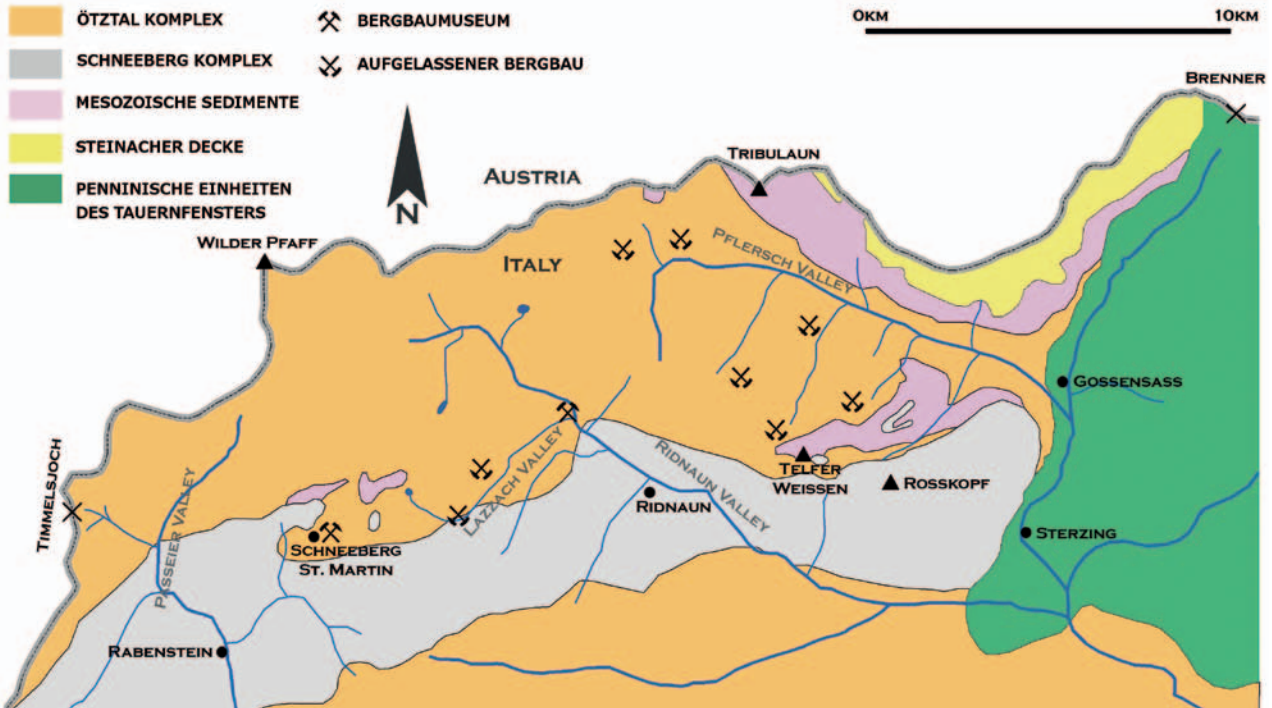 ÖTZTAL KOMPLEX
SCHNEEBERG KOMPLEX
MESOZOISCHE SEDIMENTE
STEINACHER DECKE
PENNINISCHE EINHEITEN
DES TAUERNFENSTERS
BERGBAUMUSEUM
AUFGELASSENER BERGBAU
0KM
10KM
BRENNER
TRIBULAUN
AUSTRIA
N
WILDER PFAFF
ITALY
PFLERSCH VALLEY
GOSSENSASS
TIMMELSJOCH
PASSEIER VALLEY
LAZZACH VALLEY
RIDNAUN VALLEY
TELFER
WEISSEN
ROSSKOPF
RIDNAUN
STERZING
SCHNEEBERG
ST. MARTIN
RABENSTEIN